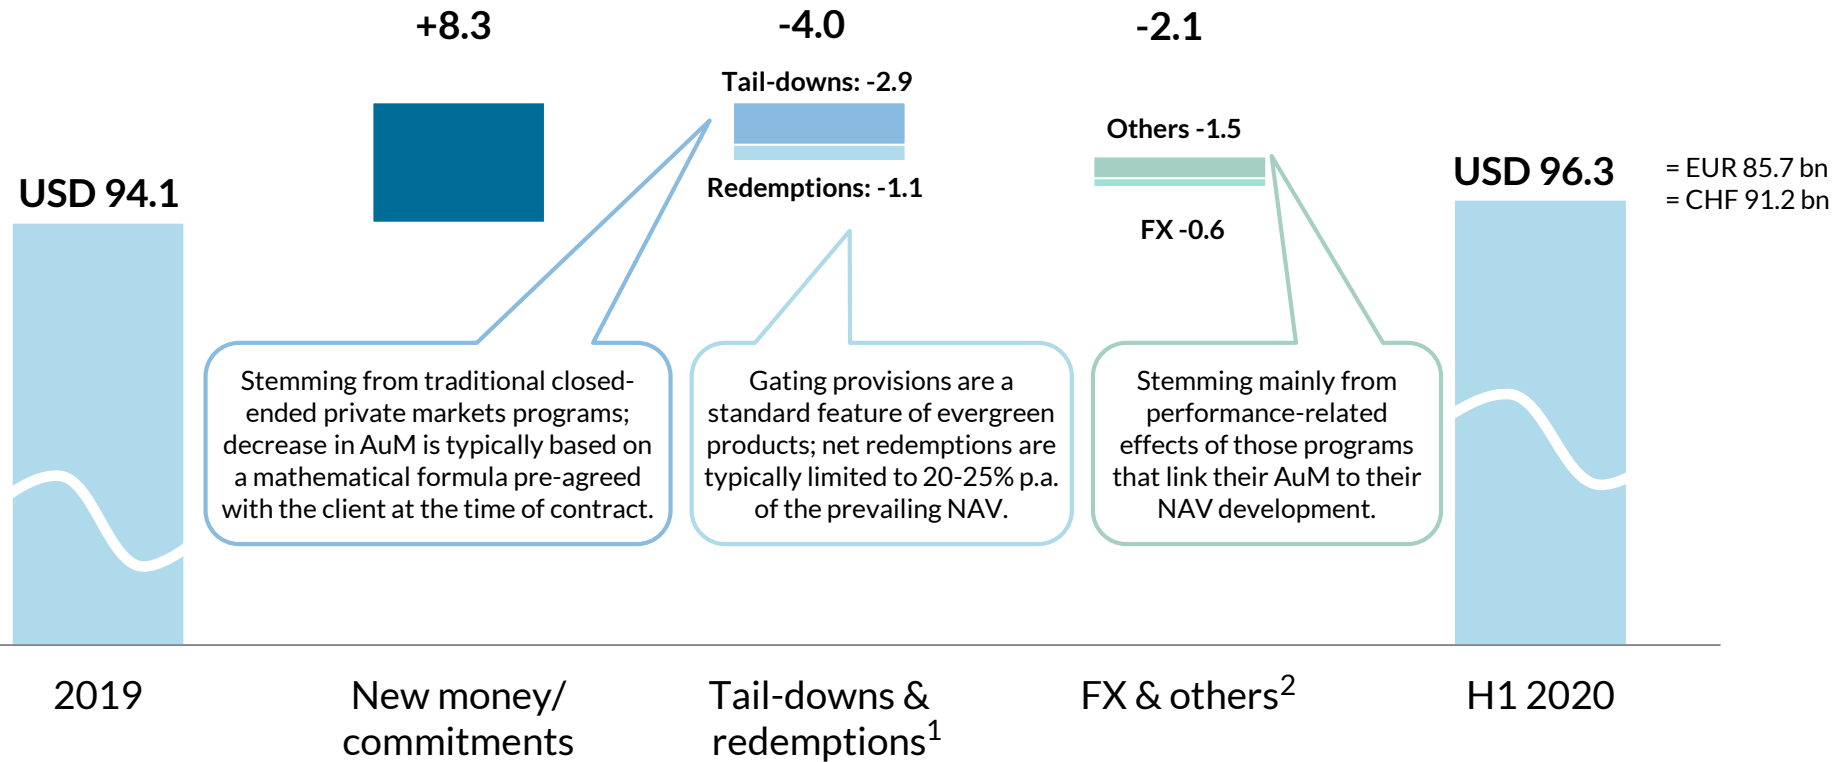 +8.3
-4.0
-2.1
Tail-downs: -2.9
Redemptions: -1.1
Others -1.5
FX -0.6
USD 94.1
USD 96.3
= EUR 85.7 bn
= CHF 91.2 bn
Stemming from traditional closed-
ended private markets programs;
decrease in AuM is typically based on
a mathematical formula pre-agreed
with the client at the time of contract.
Gating provisions are a
standard feature of evergreen
products; net redemptions are
typically limited to 20-25% p.a.
of the prevailing NAV.
Stemming mainly from
performance-related
effects of those programs
that link their AuM to their
NAV development.
2019
New money/
commitments
Tail-downs &
redemptions¹
FX & others²
H1 2020